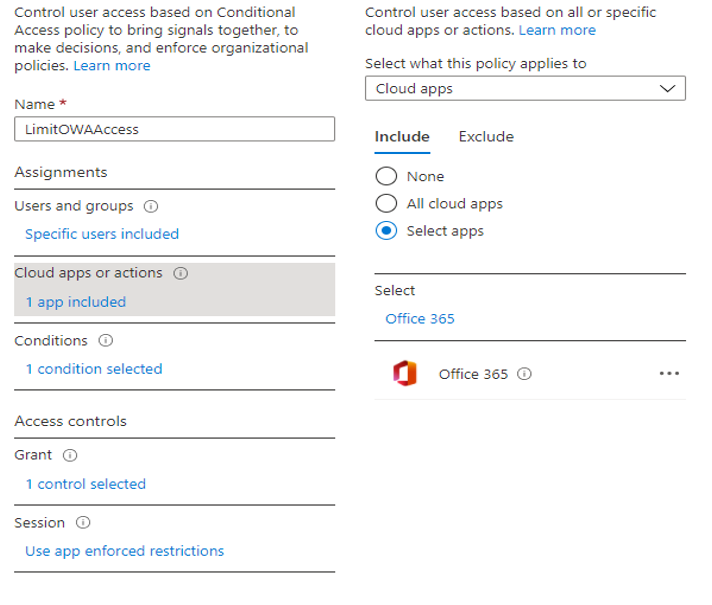 Control user access based on Conditional
Access policy to bring signals together, to
make decisions, and enforce organizational
policies. Learn more
Name *
LimitOWAAccess
Assignments
Users and groups
Specific users included
Cloud apps or actions
1 app included
Conditions
1 condition selected
Access controls
Grant
1 control selected
Session
Use app enforced restrictions
Control user access based on all or specific
cloud apps or actions. Learn more
Select what this policy applies to
Cloud apps
Include Exclude
None
All cloud apps
Select apps
Select
Office 365
Office 365